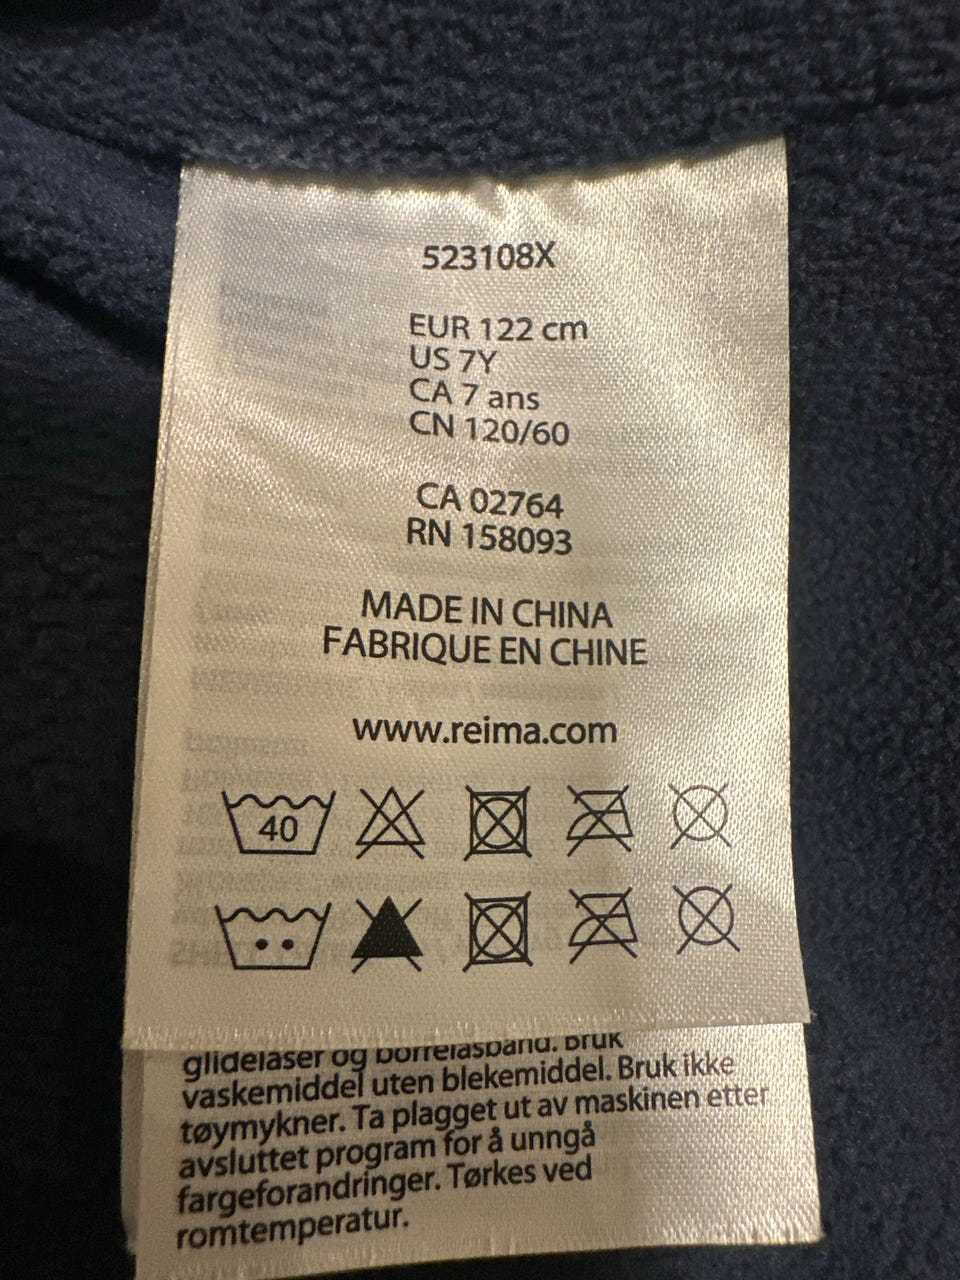 523108X
EUR 122 cm
US 7Y
CA 7 ans
CN 120/60
CA 02764
RN 158093
MADE IN CHINA
FABRIQUE EN CHINE
www.reima.com
40
glidelåser og borrelåsbånd. Bruk
vaskemiddel uten blekemiddel. Bruk ikke
tøymykner. Ta plagget ut av maskinen etter
avsluttet program for å unngå
fargeforandringer. Tørkes ved
romtemperatur.